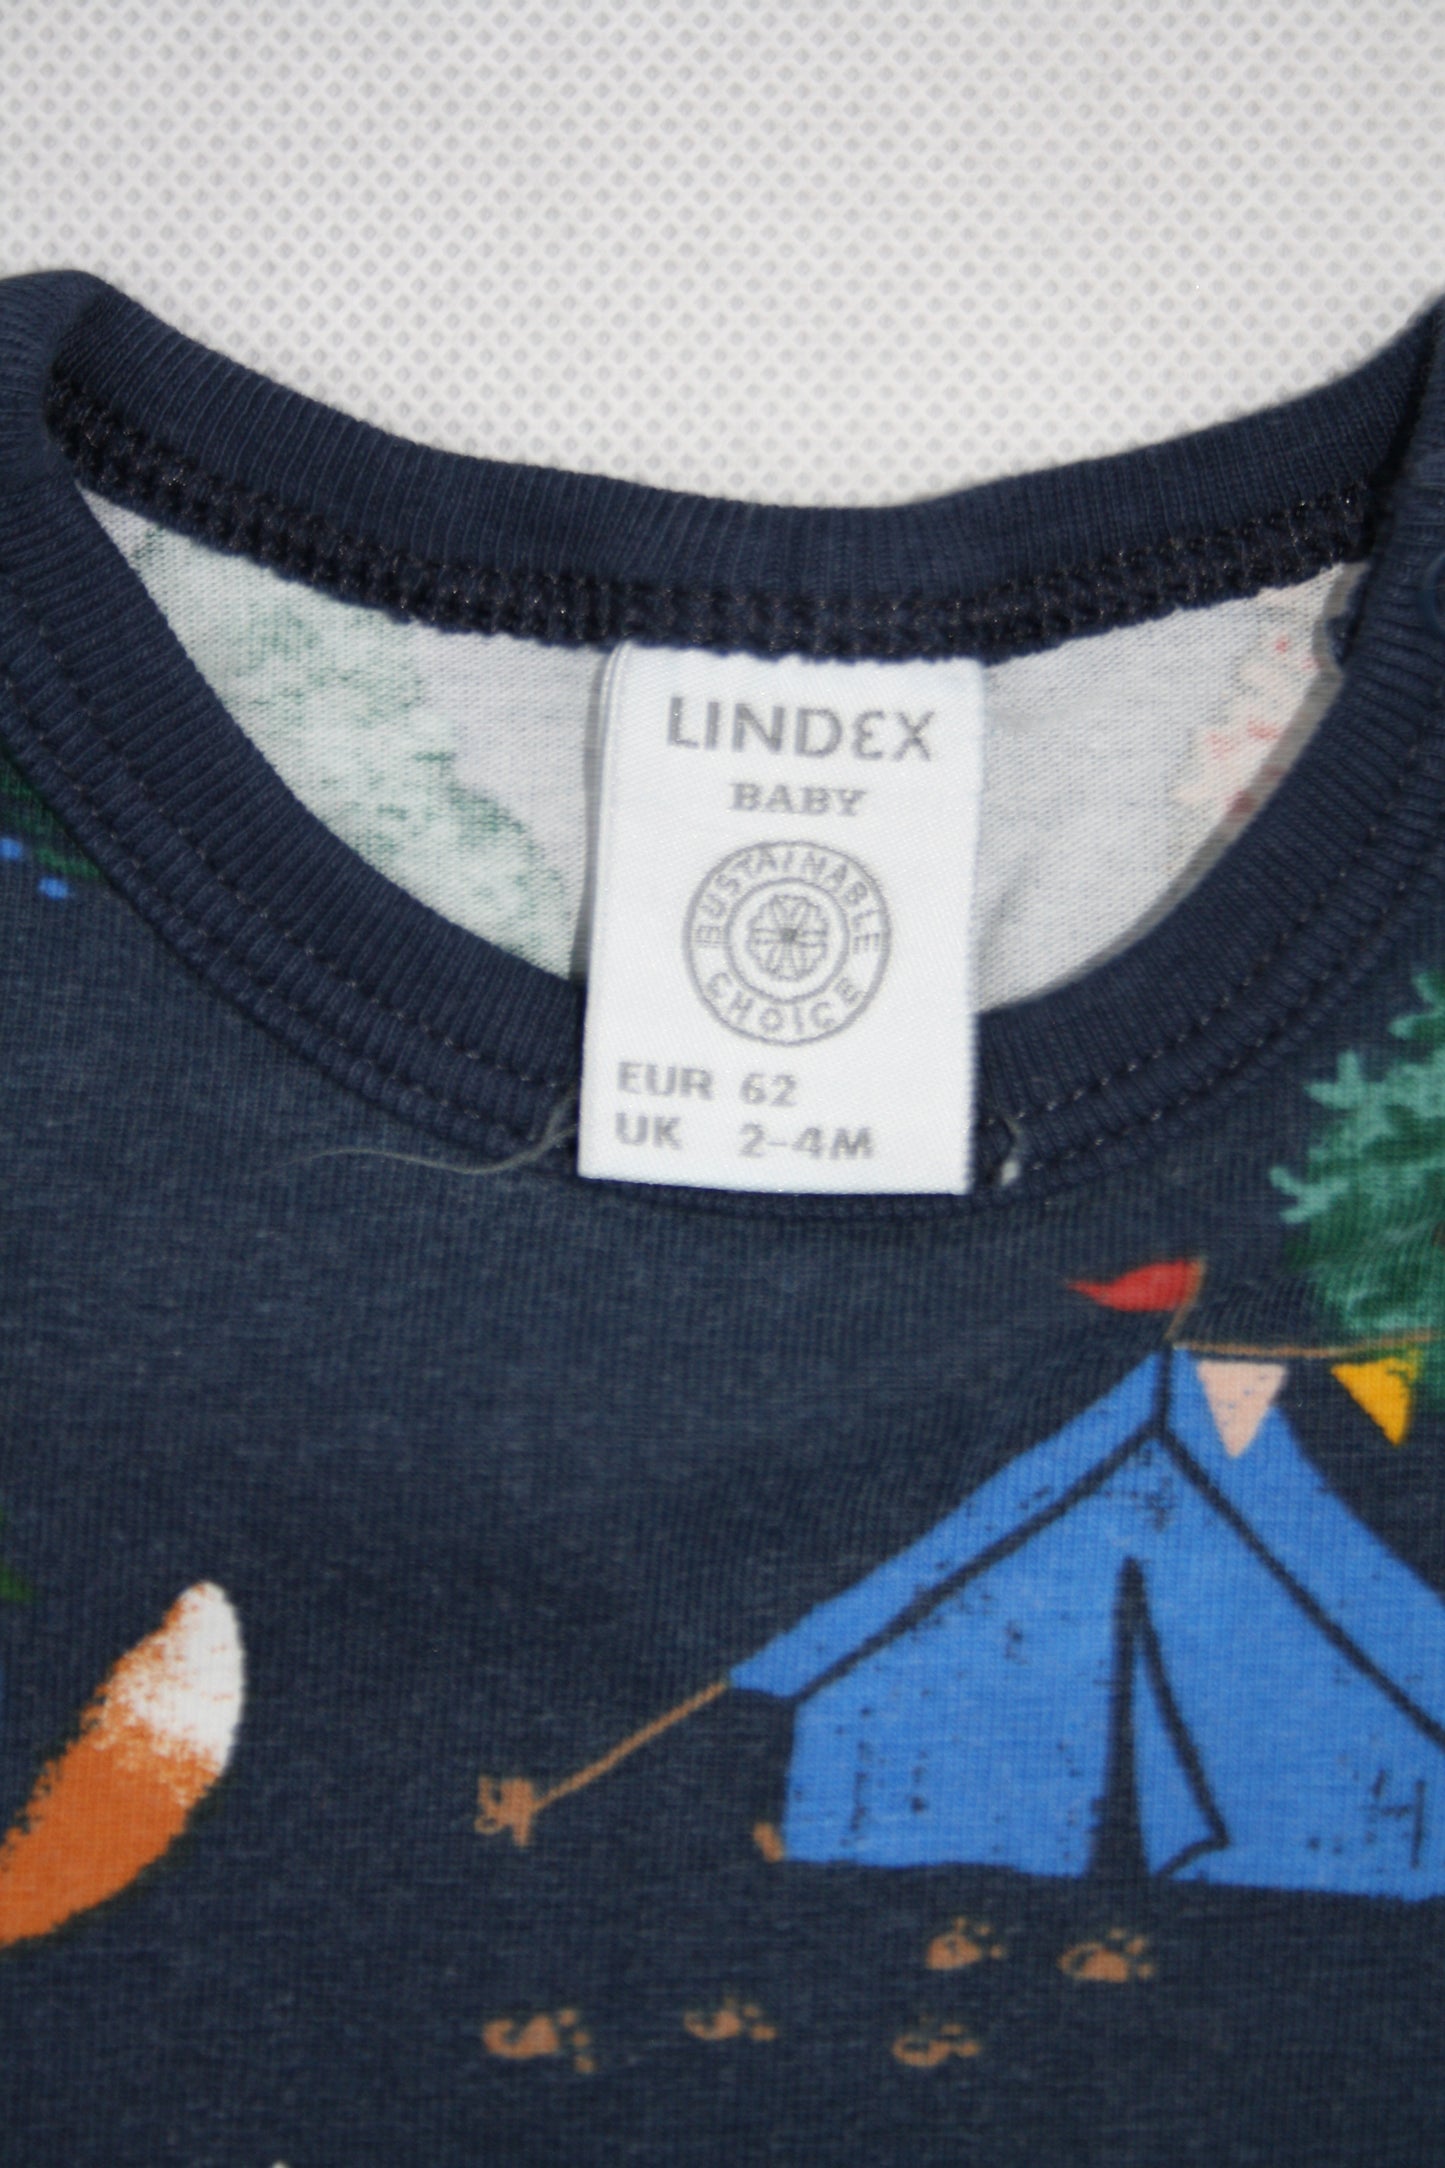 LINDEX
BABY
SUSTAINABLE
CHOICE
EUR 62
UK 2-4M